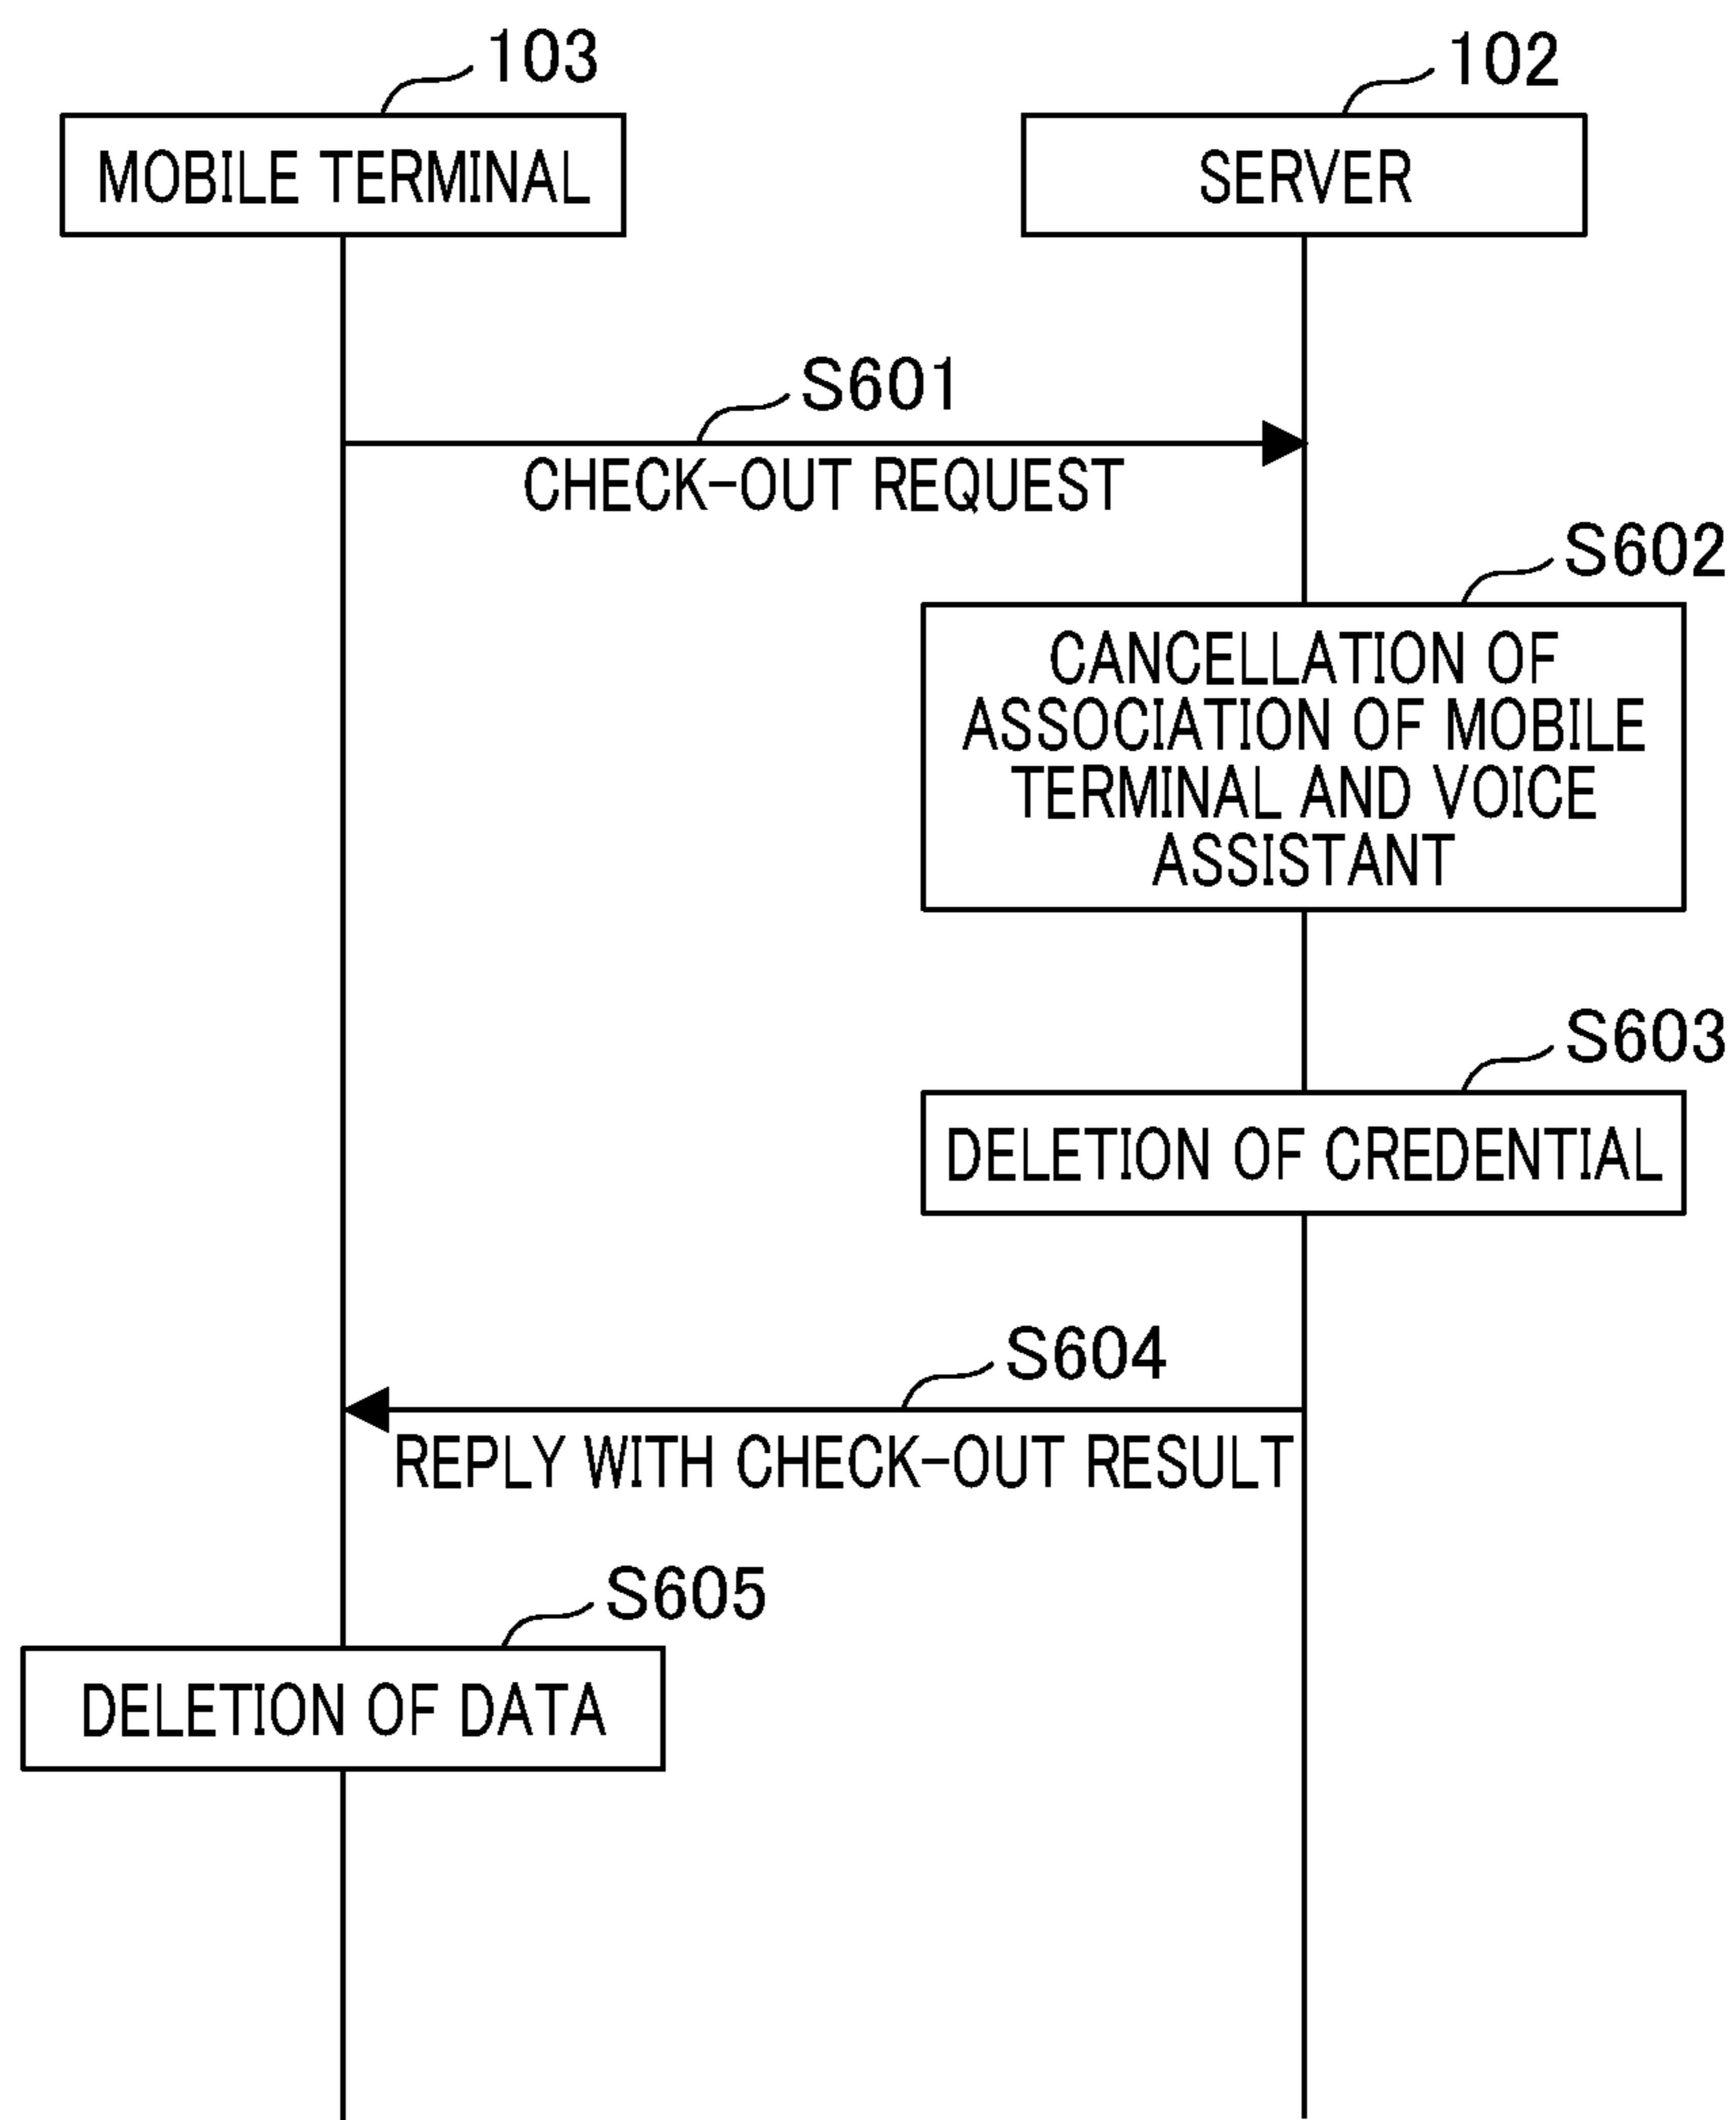 103
102
MOBILE TERMINAL
SERVER
S601
CHECK-OUT REQUEST
S602
CANCELLATION OF
ASSOCIATION OF MOBILE
TERMINAL AND VOICE
ASSISTANT
S603
DELETION OF CREDENTIAL
S604
REPLY WITH CHECK-OUT RESULT
S605
DELETION OF DATA